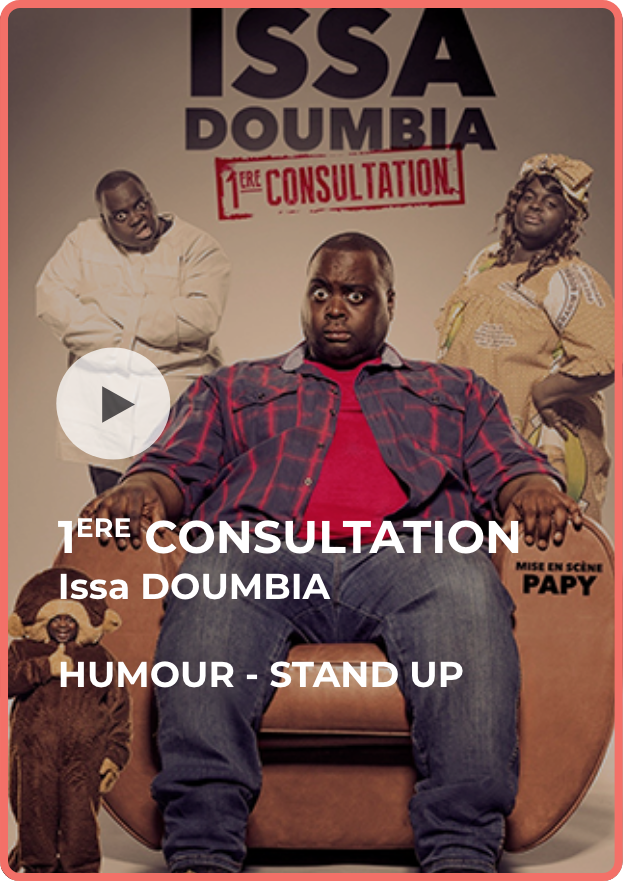 ISSA
DOUMBIA
1ERE CONSULTATION
1ERE CONSULTATION
Issa DOUMBIA
MISE EN SCÈNE
PAPY
HUMOUR - STAND UP